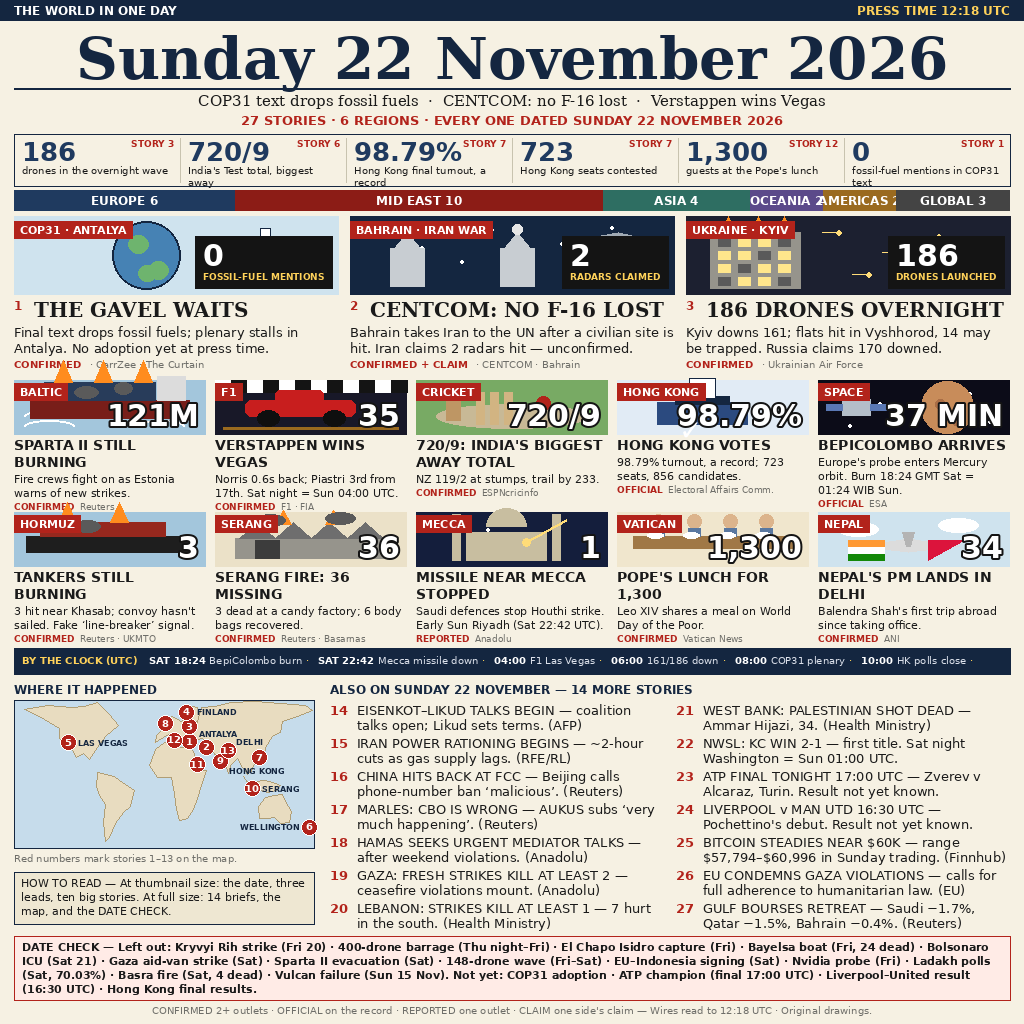 THE WORLD IN ONE DAY
PRESS TIME 12:18 UTC
Sunday 22 November 2026
COP31 text drops fossil fuels · CENTCOM: no F-16 lost · Verstappen wins Vegas
27 STORIES · 6 REGIONS · EVERY ONE DATED SUNDAY 22 NOVEMBER 2026
186
STORY 3
drones in the overnight wave
720/9
STORY 6
India's Test total, biggest
away
98.79%
STORY 7
Hong Kong final turnout, a
record
723
STORY 7
Hong Kong seats contested
1,300
STORY 12
guests at the Pope's lunch
0
STORY 1
fossil-fuel mentions in COP31
text
EUROPE 6
MID EAST 10
ASIA 4
OCEANIA 2
AMERICAS 2
GLOBAL 3
COP31 · ANTALYA
0
FOSSIL-FUEL MENTIONS
1 THE GAVEL WAITS
Final text drops fossil fuels; plenary stalls in
Antalya. No adoption yet at press time.
CONFIRMED · CarrZee · The Curtain
BAHRAIN · IRAN WAR
2
RADARS CLAIMED
2 CENTCOM: NO F-16 LOST
Bahrain takes Iran to the UN after a civilian site is
hit. Iran claims 2 radars hit — unconfirmed.
CONFIRMED + CLAIM · CENTCOM · Bahrain
UKRAINE · KYIV
186
DRONES LAUNCHED
3 186 DRONES OVERNIGHT
Kyiv downs 161; flats hit in Vyshhorod, 14 may
be trapped. Russia claims 170 downed.
CONFIRMED · Ukrainian Air Force
BALTIC
121M
SPARTA II STILL
BURNING
Fire crews fight on as Estonia
warns of new strikes.
CONFIRMED Reuters
F1
35
VERSTAPPEN WINS
VEGAS
Norris 0.6s back; Piastri 3rd from
17th. Sat night = Sun 04:00 UTC.
CONFIRMED F1 · FIA
CRICKET
720/9
720/9: INDIA'S BIGGEST
AWAY TOTAL
NZ 119/2 at stumps, trail by 233.
CONFIRMED ESPNcricinfo
HONG KONG
98.79%
HONG KONG VOTES
98.79% turnout, a record; 723
seats, 856 candidates.
OFFICIAL Electoral Affairs Comm.
SPACE
37 MIN
BEPICOLOMBO ARRIVES
Europe's probe enters Mercury
orbit. Burn 18:24 GMT Sat =
01:24 WIB Sun.
OFFICIAL ESA
HORMUZ
3
TANKERS STILL
BURNING
3 hit near Khasab; convoy hasn't
sailed. Fake ‘line-breaker’ signal.
CONFIRMED Reuters · UKMTO
SERANG
36
SERANG FIRE: 36
MISSING
3 dead at a candy factory; 6 body
bags recovered.
CONFIRMED Reuters · Basarnas
MECCA
1
MISSILE NEAR MECCA
STOPPED
Saudi defences stop Houthi strike.
Early Sun Riyadh (Sat 22:42 UTC).
REPORTED Anadolu
VATICAN
1,300
POPE'S LUNCH FOR
1,300
Leo XIV shares a meal on World
Day of the Poor.
CONFIRMED Vatican News
NEPAL
34
NEPAL'S PM LANDS IN
DELHI
Balendra Shah's first trip abroad
since taking office.
CONFIRMED ANI
BY THE CLOCK (UTC) SAT 18:24 BepiColombo burn · SAT 22:42 Mecca missile down · 04:00 F1 Las Vegas · 06:00 161/186 down · 08:00 COP31 plenary · 10:00 HK polls close ·
WHERE IT HAPPENED
4 FINLAND
8
3
12
1
ANTALYA
2
13
DELHI
5 LAS VEGAS
11
9
7
HONG KONG
10 SERANG
WELLINGTON 6
Red numbers mark stories 1–13 on the map.
HOW TO READ — At thumbnail size: the date, three
leads, ten big stories. At full size: 14 briefs, the
map, and the DATE CHECK.
ALSO ON SUNDAY 22 NOVEMBER — 14 MORE STORIES
14 EISENKOT–LIKUD TALKS BEGIN — coalition
talks open; Likud sets terms. (AFP)
15 IRAN POWER RATIONING BEGINS — ~2-hour
cuts as gas supply lags. (RFE/RL)
16 CHINA HITS BACK AT FCC — Beijing calls
phone-number ban ‘malicious’. (Reuters)
17 MARLES: CBO IS WRONG — AUKUS subs ‘very
much happening’. (Reuters)
18 HAMAS SEEKS URGENT MEDIATOR TALKS —
after weekend violations. (Anadolu)
19 GAZA: FRESH STRIKES KILL AT LEAST 2 —
ceasefire violations mount. (Anadolu)
20 LEBANON: STRIKES KILL AT LEAST 1 — 7 hurt
in the south. (Health Ministry)
21 WEST BANK: PALESTINIAN SHOT DEAD —
Ammar Hijazi, 34. (Health Ministry)
22 NWSL: KC WIN 2-1 — first title. Sat night
Washington = Sun 01:00 UTC.
23 ATP FINAL TONIGHT 17:00 UTC — Zverev v
Alcaraz, Turin. Result not yet known.
24 LIVERPOOL v MAN UTD 16:30 UTC —
Pochettino's debut. Result not yet known.
25 BITCOIN STEADIES NEAR $60K — range
$57,794–$60,996 in Sunday trading. (Finnhub)
26 EU CONDEMNS GAZA VIOLATIONS — calls for
full adherence to humanitarian law. (EU)
27 GULF BOURSES RETREAT — Saudi −1.7%,
Qatar −1.5%, Bahrain −0.4%. (Reuters)
DATE CHECK — Left out: Kryvyi Rih strike (Fri 20) · 400-drone barrage (Thu night–Fri) · El Chapo Isidro capture (Fri) · Bayelsa boat (Fri, 24 dead) · Bolsonaro
ICU (Sat 21) · Gaza aid-van strike (Sat) · Sparta II evacuation (Sat) · 148-drone wave (Fri–Sat) · EU–Indonesia signing (Sat) · Nvidia probe (Fri) · Ladakh polls
(Sat, 70.03%) · Basra fire (Sat, 4 dead) · Vulcan failure (Sun 15 Nov). Not yet: COP31 adoption · ATP champion (final 17:00 UTC) · Liverpool–United result
(16:30 UTC) · Hong Kong final results.
CONFIRMED 2+ outlets · OFFICIAL on the record · REPORTED one outlet · CLAIM one side's claim — Wires read to 12:18 UTC · Original drawings.